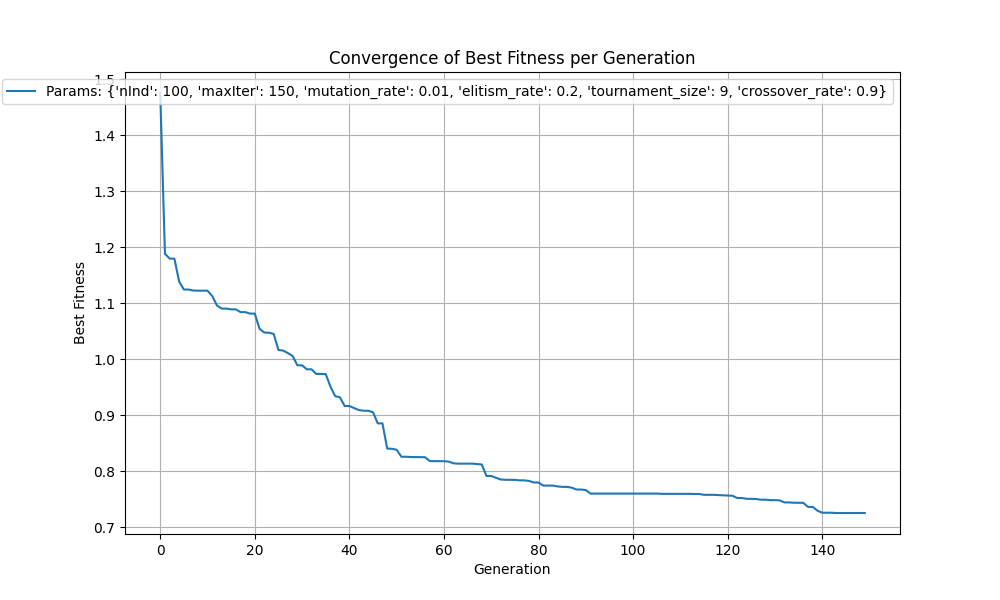 Convergence of Best Fitness per Generation
1.5
Params: {'nInd': 100, 'maxIter': 150, 'mutation_rate': 0.01, 'elitism_rate': 0.2, 'tournament_size': 9, 'crossover_rate': 0.9}
1.4
1.3
1.2
1.1
1.0
0.9
0.8
0.7
Best Fitness
0 20 40 60 80 100 120 140
Generation